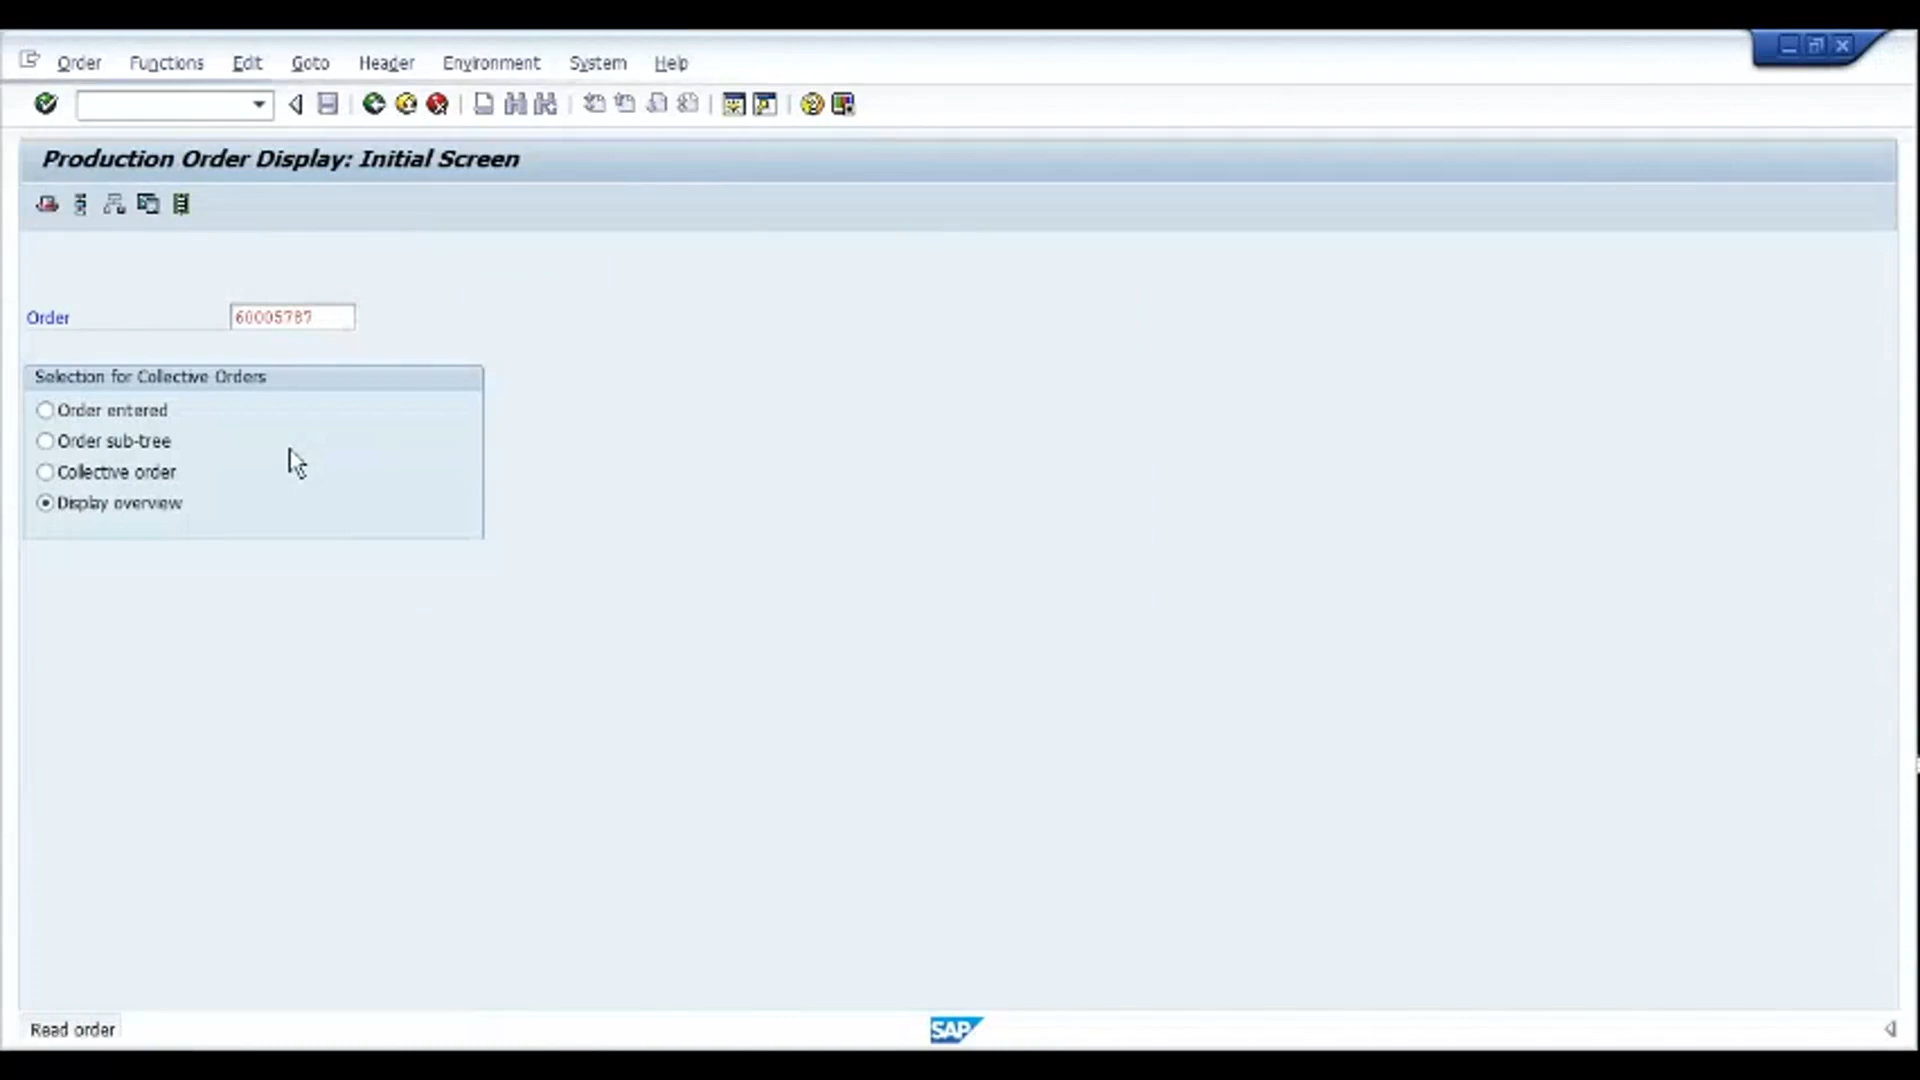 Order Functions Edit Goto Header Environment System Help
Production Order Display: Initial Screen
Order 60005787
Selection for Collective Orders
Order entered
Order sub-tree
Collective order
Display overview
Read order
SAP